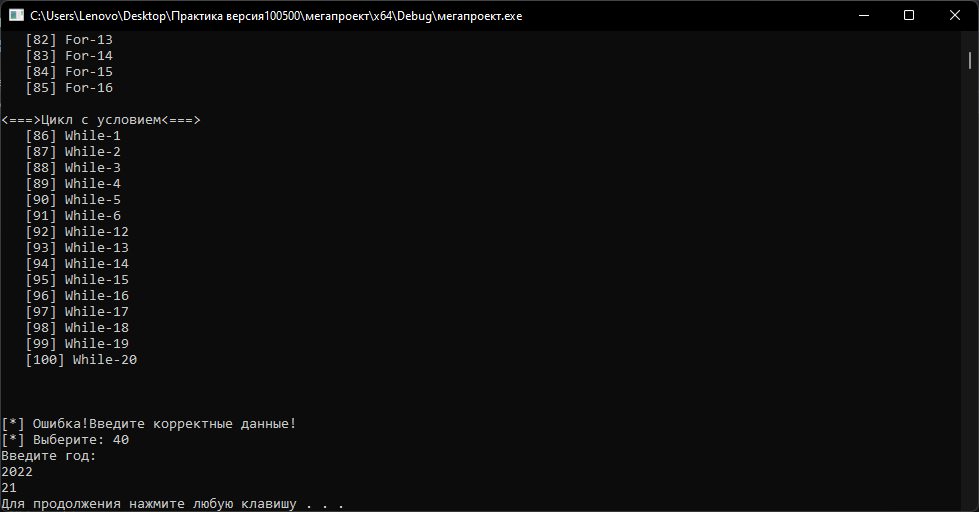 C:\Users\Lenovo\Desktop\Практика версия100500\мегапроект\x64\Debug\мегапроект.exe
[82] For-13
[83] For-14
[84] For-15
[85] For-16
<===>Цикл с условием<===>
[86] While-1
[87] While-2
[88] While-3
[89] While-4
[90] While-5
[91] While-6
[92] While-12
[93] While-13
[94] While-14
[95] While-15
[96] While-16
[97] While-17
[98] While-18
[99] While-19
[100] While-20
[*] Ошибка!Введите корректные данные!
[*] Выберите: 40
Введите год:
2022
21
Для продолжения нажмите любую клавишу . . .